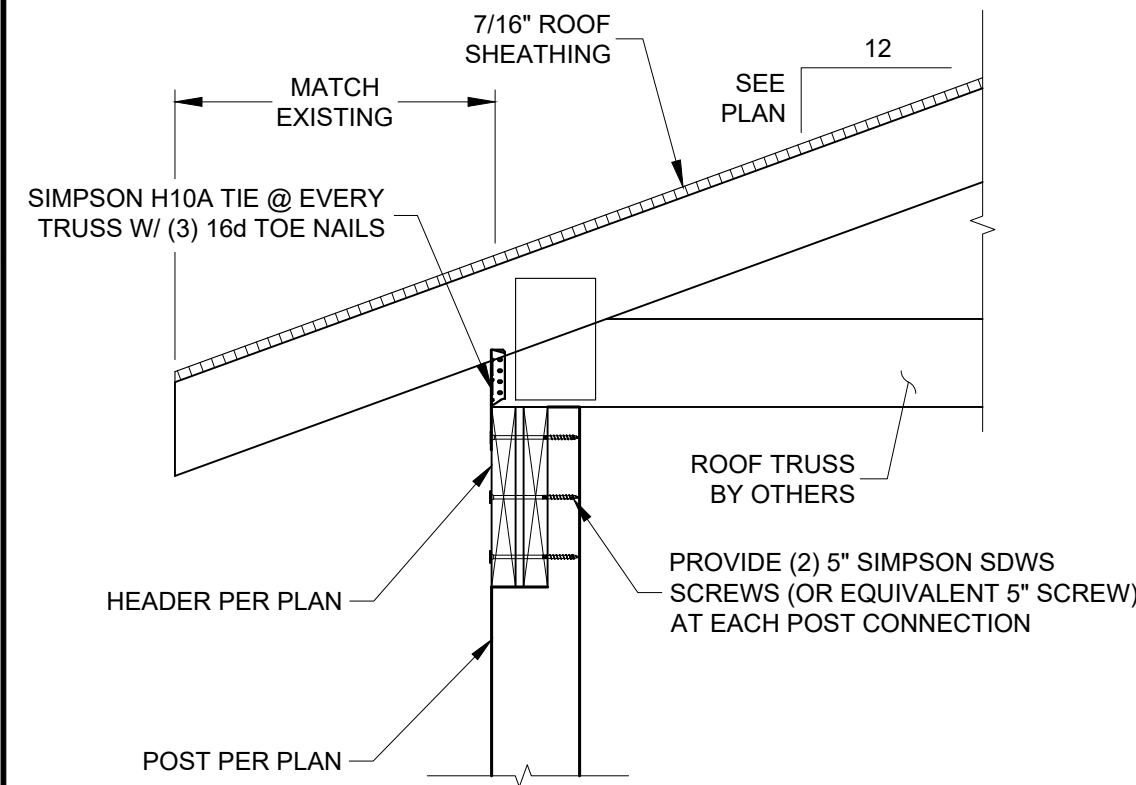 7/16" ROOF
SHEATHING
12
SEE
PLAN
MATCH
EXISTING
SIMPSON H10A TIE @ EVERY
TRUSS W/ (3) 16d TOE NAILS
ROOF TRUSS
BY OTHERS
PROVIDE (2) 5" SIMPSON SDWS
SCREWS (OR EQUIVALENT 5" SCREW)
AT EACH POST CONNECTION
HEADER PER PLAN
POST PER PLAN